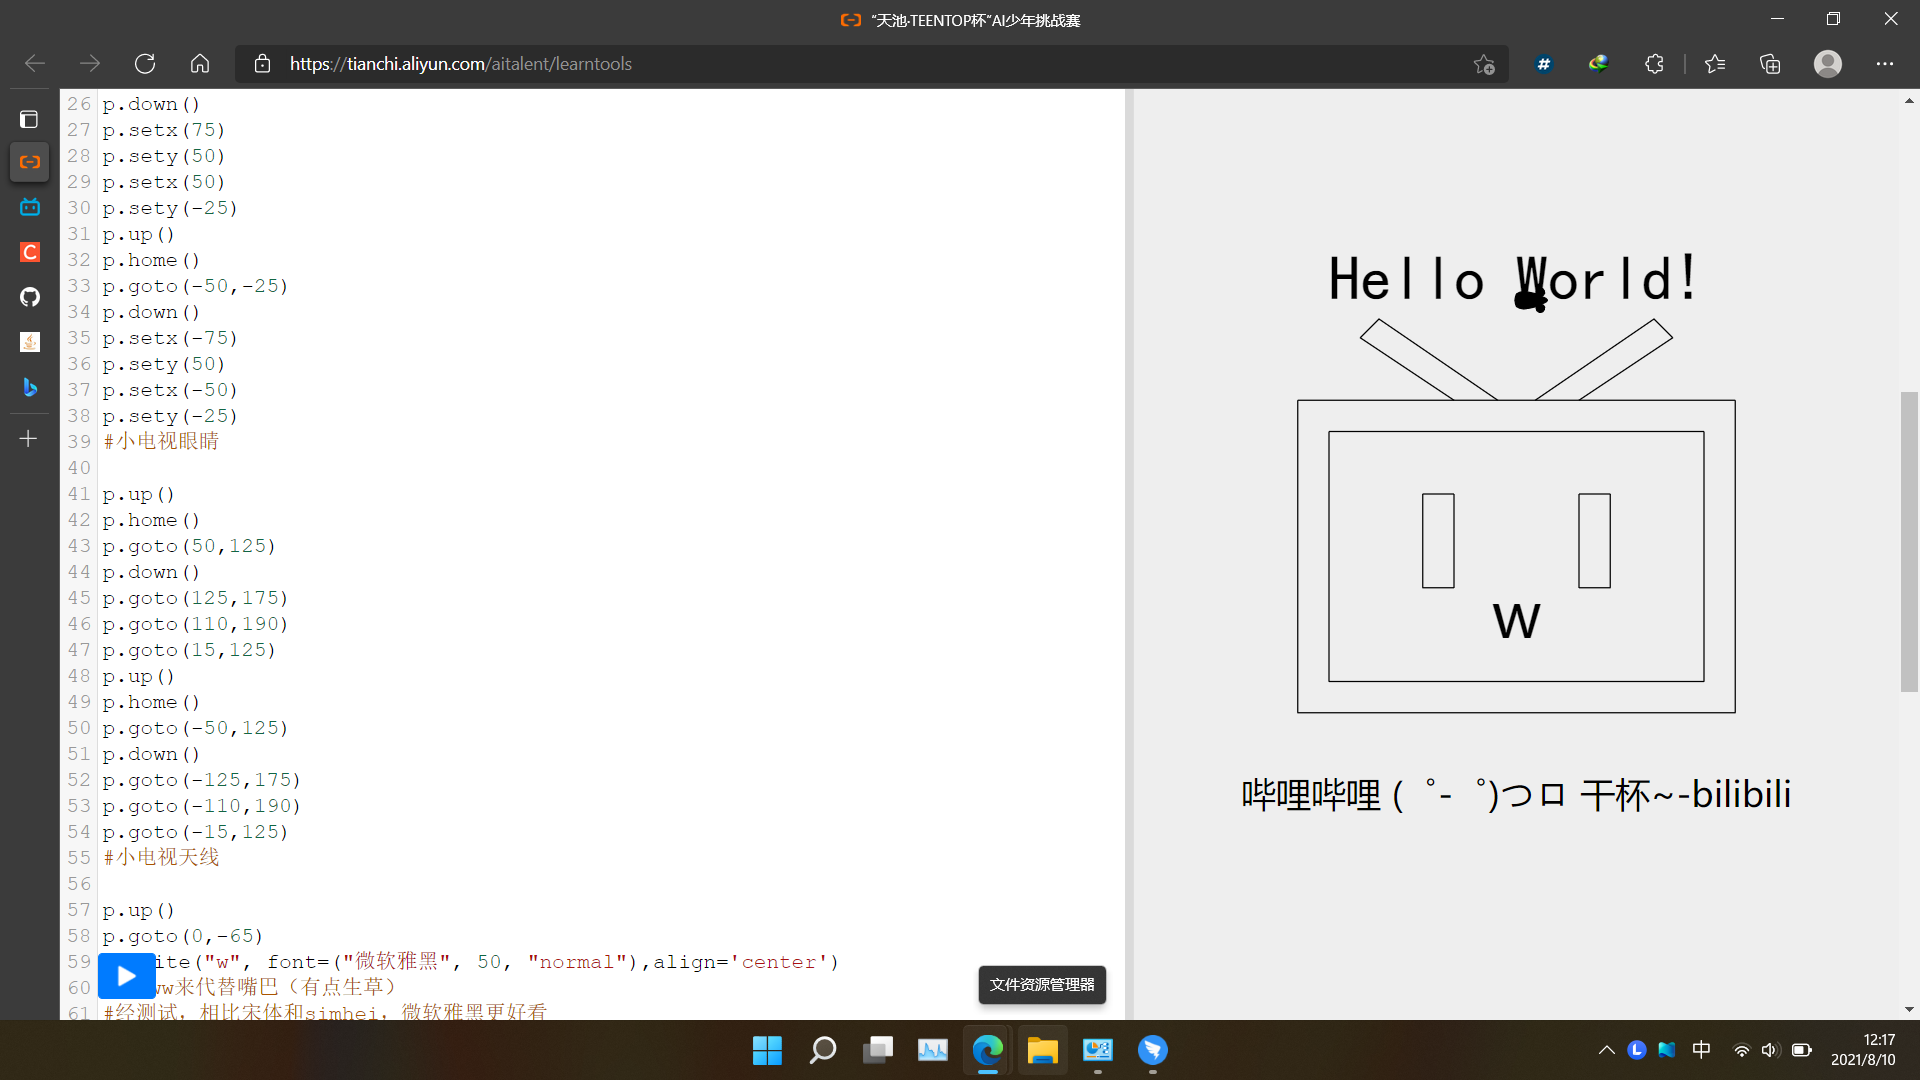 “天池·TEENTOP杯”AI少年挑战赛
https://tianchi.aliyun.com/aitalent/learntools
26 p.down()
27 p.setx(75)
28 p.sety(50)
29 p.setx(50)
30 p.sety(-25)
31 p.up()
32 p.home()
33 p.goto(-50,-25)
34 p.down()
35 p.setx(-75)
36 p.sety(50)
37 p.setx(-50)
38 p.sety(-25)
39 #小电视眼睛
40
41 p.up()
42 p.home()
43 p.goto(50,125)
44 p.down()
45 p.goto(125,175)
46 p.goto(110,190)
47 p.goto(15,125)
48 p.up()
49 p.home()
50 p.goto(-50,125)
51 p.down()
52 p.goto(-125,175)
53 p.goto(-110,190)
54 p.goto(-15,125)
55 #小电视天线
56
57 p.up()
58 p.goto(0,-65)
59 ite("w", font=("微软雅黑", 50, "normal"),align='center')
60 w来代替嘴巴（有点生草）
61 #经测试，相比宋体和simhei，微软雅黑更好看
Hello World!
w
哔哩哔哩 (゜-゜)つロ 干杯~-bilibili
文件资源管理器
中
12:17
2021/8/10